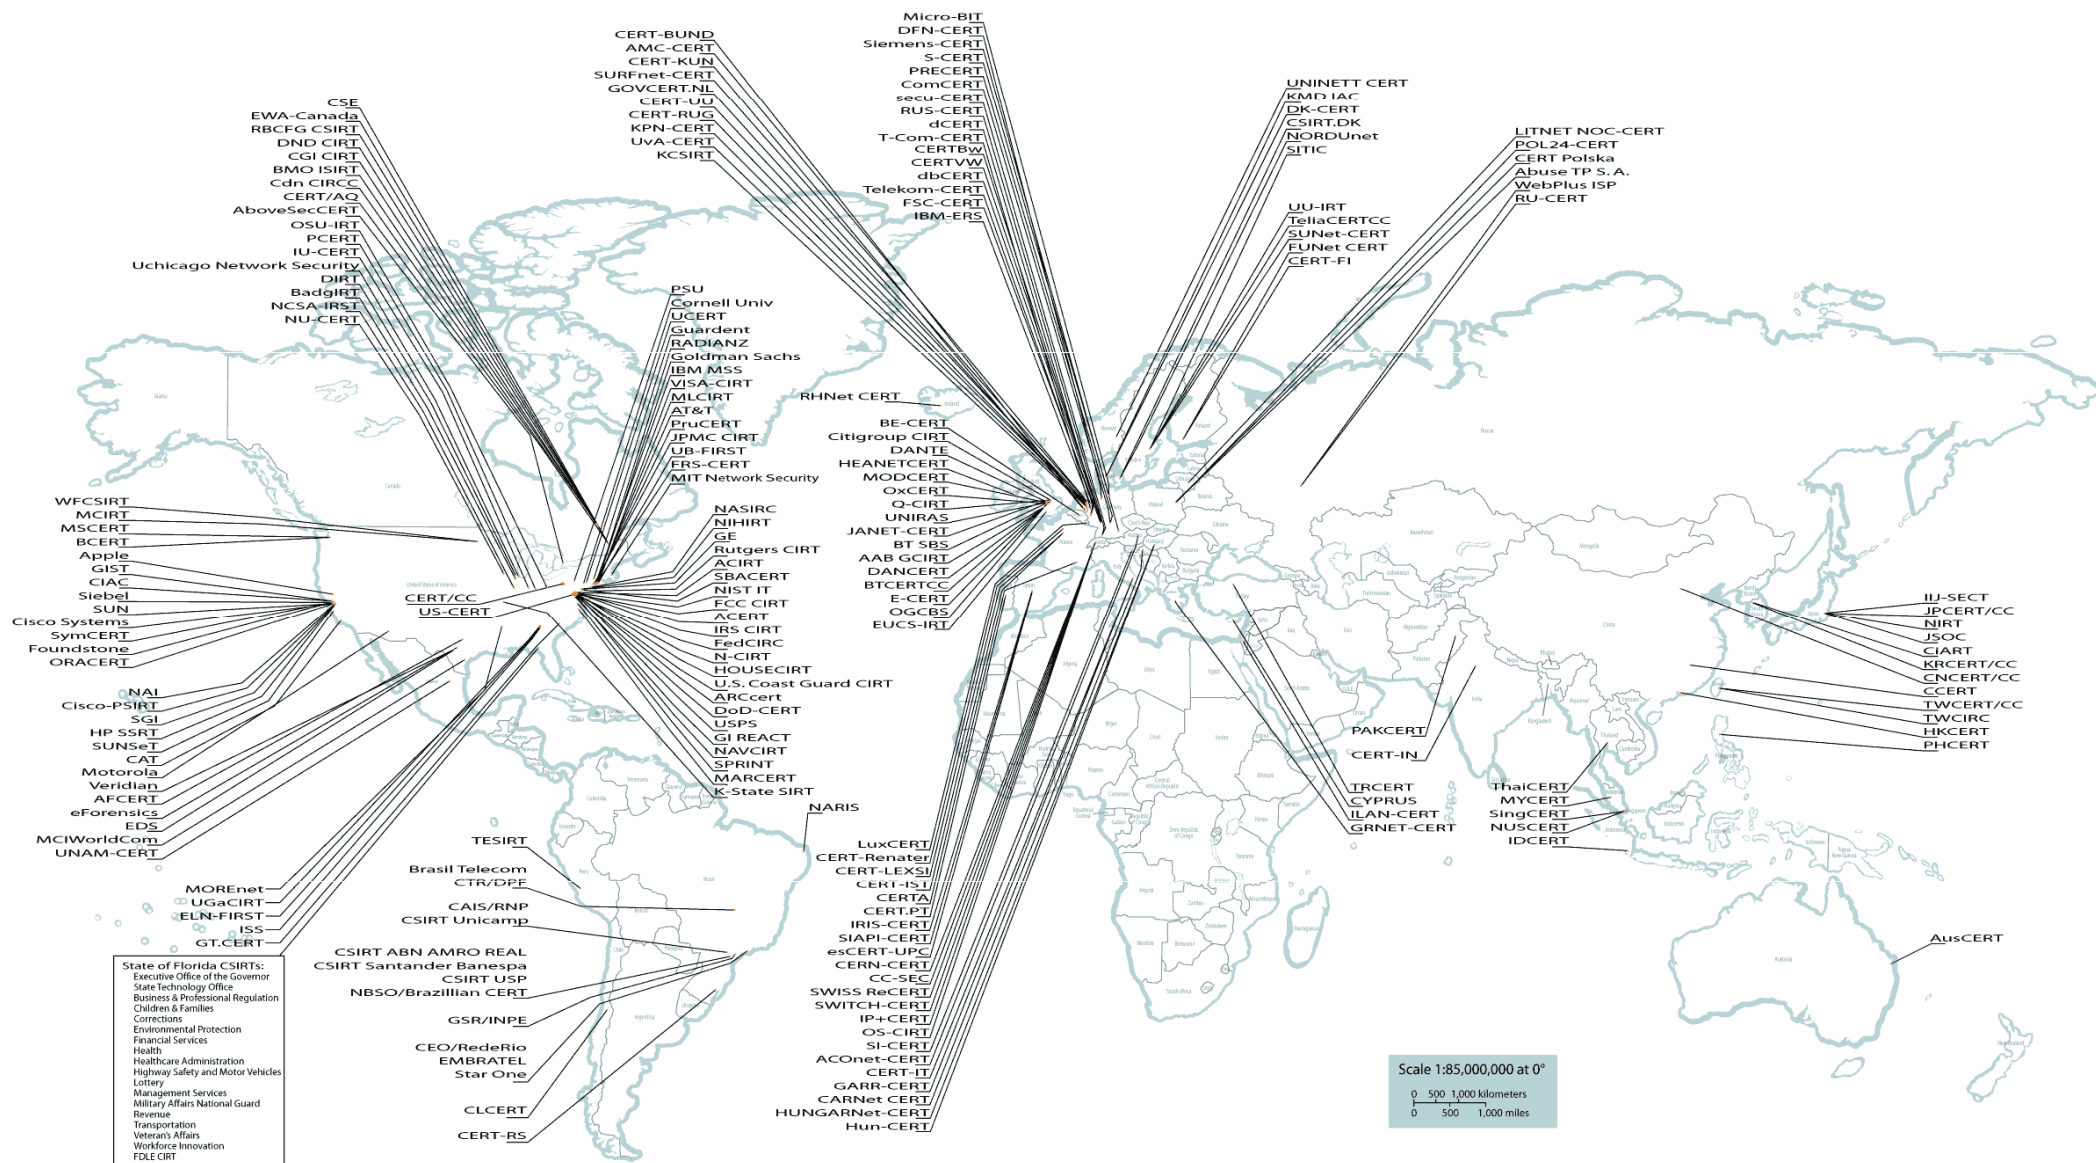 CSE
EWA-Canada
RBCFG CSIRT
DND CIRT
CGI CIRT
BMO ISIRT
Cdn CIRCC
CERT/AQ
AboveSecCERT
OSU-IRT
PCERT
IU-CERT
Uchicago Network Security
DIRT
BadgIRT
NCSA-IRST
NU-CERT
CERT-BUND
AMC-CERT
CERT-KUN
SURFnet-CERT
GOVCERT.NL
CERT-UU
CERT-RUG
KPN-CERT
UvA-CERT
KCSIRT
Micro-BIT
DFN-CERT
Siemens-CERT
S-CERT
PRECERT
ComCERT
secu-CERT
RUS-CERT
dCERT
T-Com-CERT
CERTBw
CERTVW
dbCERT
Telekom-CERT
FSC-CERT
IBM-ERS
UNINETT CERT
KMD IAC
DK-CERT
CSIRT.DK
NORDUnet
SITIC
UU-IRT
TeliaCERTCC
SUNet-CERT
FUNet CERT
CERT-FI
LITNET NOC-CERT
POL24-CERT
CERT Polska
Abuse TP S.A.
WebPlus ISP
RU-CERT
PSU
Cornell Univ
UCERT
Guardent
RADIANZ
Goldman Sachs
IBM MSS
VISA-CIRT
MLCIRT
AT&T
PruCERT
JPMC CIRT
UB-FIRST
FRS-CERT
MIT Network Security
RHNet CERT
BE-CERT
Citigroup CIRT
DANTE
HEANETCERT
MODCERT
OxCERT
Q-CIRT
UNIRAS
JANET-CERT
BT SBS
AAB GCIRT
DANCERT
BTCERTCC
E-CERT
OGCBS
EUCS-IRT
WFCSIRT
MCIRT
MSCERT
BCERT
Apple
GIST
CIAC
Siebel
SUN
Cisco Systems
SymCERT
Foundstone
ORACERT
NAI
Cisco-PSIRT
SGI
HP SSRT
SUNSeT
CAT
Motorola
Veridian
AFCERT
eForensics
EDS
MCIWorldCom
UNAM-CERT
CERT/CC
US-CERT
NASIRC
NIHIRT
GE
Rutgers CIRT
ACIRT
SBACERT
NIST IT
FCC CIRT
ACERT
IRS CIRT
FedCIRC
N-CIRT
HOUSECIRT
U.S. Coast Guard CIRT
ARCcert
DoD-CERT
USPS
GI REACT
NAVCIRT
SPRINT
MARCERT
K-State SIRT
MOREnet
UGaCIRT
ELN-FIRST
ISS
GT.CERT
State of Florida CSIRTs:
Executive Office of the Governor
State Technology Office
Business & Professional Regulation
Children & Families
Corrections
Environmental Protection
Financial Services
Health
Healthcare Administration
Highway Safety and Motor Vehicles
Lottery
Management Services
Military Affairs National Guard
Revenue
Transportation
Veteran's Affairs
Workforce Innovation
FDLE CIRT
NARIS
TESIRT
Brasil Telecom
CTR/DPF
CAIS/RNP
CSIRT Unicamp
CSIRT ABN AMRO REAL
CSIRT Santander Banespa
CSIRT USP
NBSO/Brazillian CERT
GSR/INPE
CEO/RedeRio
EMBRATEL
Star One
CLCERT
CERT-RS
LuxCERT
CERT-Renater
CERT-LEXSI
CERT-IST
CERTA
CERT.PT
IRIS-CERT
SIAPI-CERT
esCERT-UPC
CERN-CERT
CC-SEC
SWISS ReCERT
SWITCH-CERT
IP+CERT
OS-CIRT
SI-CERT
ACOnet-CERT
CERT-IT
GARR-CERT
CARNet CERT
HUNGARNet-CERT
Hun-CERT
PAKCERT
CERT-IN
TRCERT
CYPRUS
ILAN-CERT
GRNET-CERT
ThaiCERT
MYCERT
SingCERT
NUSCERT
IDCERT
IIJ-SECT
JPCERT/CC
NIRT
JSOC
CiART
KRCERT/CC
CNCERT/CC
CCERT
TWCERT/CC
TWCIRC
HKCERT
PHCERT
AusCERT
Scale 1:85,000,000 at 0°
0 500 1,000 kilometers
0 500 1,000 miles
Alaska
Canada
United States of America
Iceland
Russia
Kazakhstan
Mongolia
China
India
Australia
Argentina
Algeria